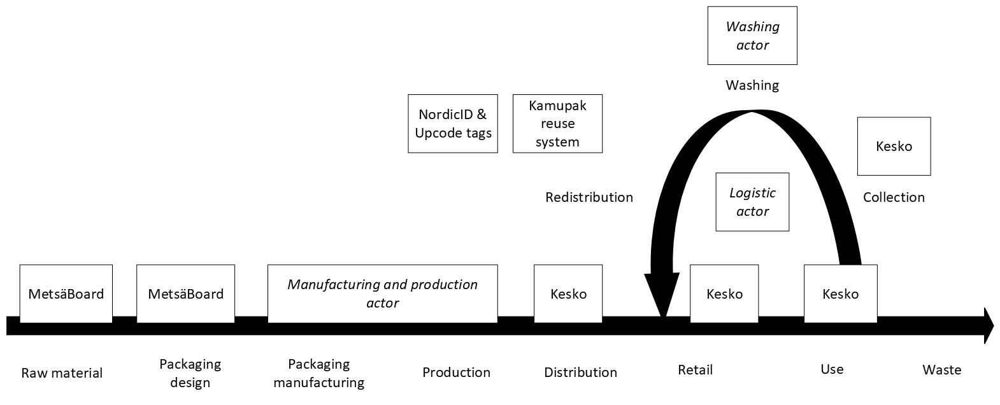 Washing
actor
Washing
NordicID &
Upcode tags
Kamupak
reuse
system
Kesko
Redistribution
Logistic
actor
Collection
MetsäBoard
MetsäBoard
Manufacturing and production
actor
Kesko
Kesko
Kesko
Raw material
Packaging
design
Packaging
manufacturing
Production
Distribution
Retail
Use
Waste